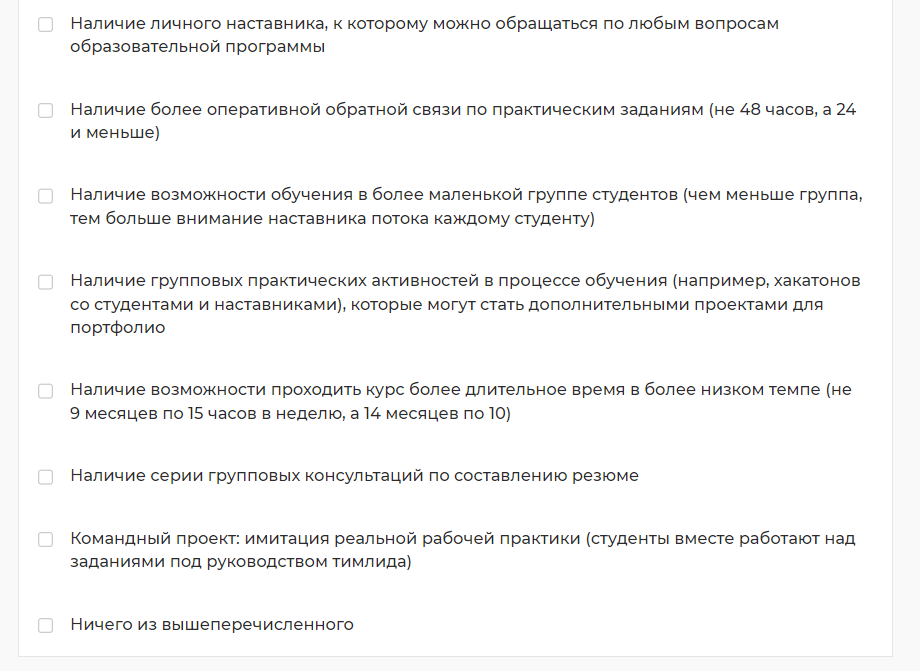 Наличие личного наставника, к которому можно обращаться по любым вопросам
образовательной программы
Наличие более оперативной обратной связи по практическим заданиям (не 48 часов, а 24
и меньше)
Наличие возможности обучения в более маленькой группе студентов (чем меньше группа,
тем больше внимание наставника потока каждому студенту)
Наличие групповых практических активностей в процессе обучения (например, хакатонов
со студентами и наставниками), которые могут стать дополнительными проектами для
портфолио
Наличие возможности проходить курс более длительное время в более низком темпе (не
9 месяцев по 15 часов в неделю, а 14 месяцев по 10)
Наличие серии групповых консультаций по составлению резюме
Командный проект: имитация реальной рабочей практики (студенты вместе работают над
заданиями под руководством тимлида)
Ничего из вышеперечисленного